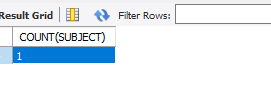 Result Grid Filter Rows:
COUNT(SUBJECT)
1